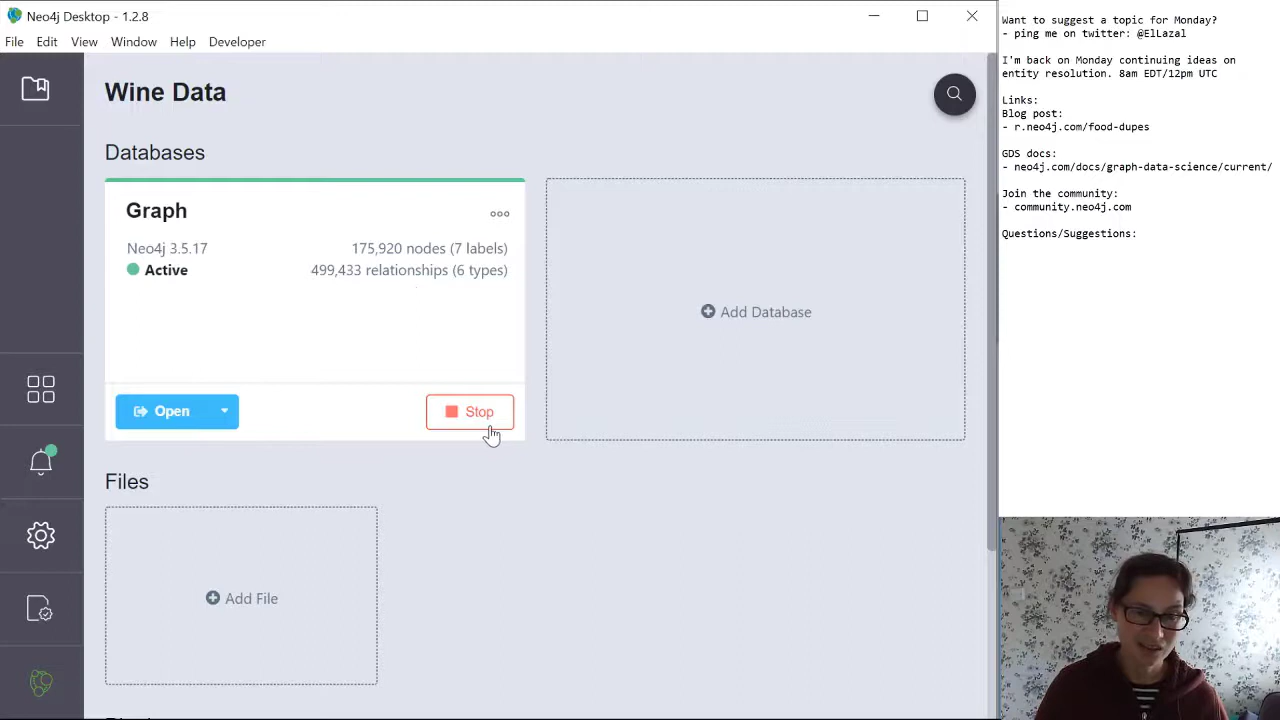 Neo4j Desktop - 1.2.8
File Edit View Window Help Developer
Wine Data
Databases
Graph
Neo4j 3.5.17
175,920 nodes (7 labels)
Active
499,433 relationships (6 types)
Add Database
Open
Stop
Files
Add File
Want to suggest a topic for Monday?
- ping me on twitter: @ElLazal
I'm back on Monday continuing ideas on
entity resolution. 8am EDT/12pm UTC
Links:
Blog post:
- r.neo4j.com/food-dupes
GDS docs:
- neo4j.com/docs/graph-data-science/current/
Join the community:
- community.neo4j.com
Questions/Suggestions: